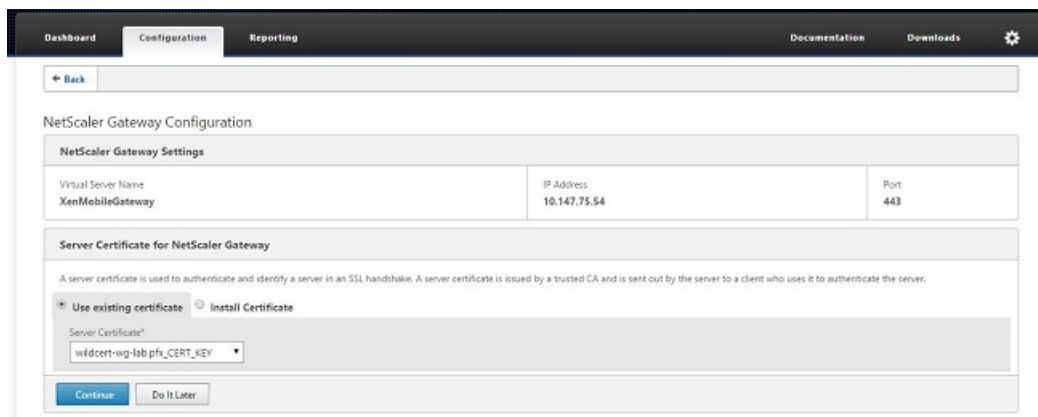 Dashboard Configuration Reporting Documentation Downloads
Back
NetScaler Gateway Configuration
NetScaler Gateway Settings
Virtual Server Name IP Address Port
XenMobileGateway 10.147.75.54 443
Server Certificate for NetScaler Gateway
A server certificate is used to authenticate and identify a server in an SSL handshake. A server certificate is issued by a trusted CA and is sent out by the server to a client who uses it to authenticate the server.
Use existing certificate Install Certificate
Server Certificate*
wildcert-wg-lab.pfx_CERT_KEY
Continue Do It Later